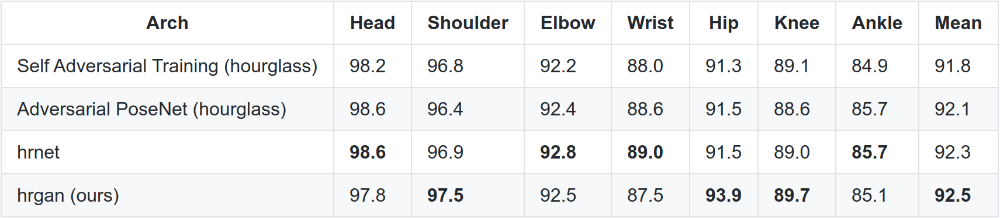 Arch Head Shoulder Elbow Wrist Hip Knee Ankle Mean
Self Adversarial Training (hourglass) 98.2 96.8 92.2 88.0 91.3 89.1 84.9 91.8
Adversarial PoseNet (hourglass) 98.6 96.4 92.4 88.6 91.5 88.6 85.7 92.1
hrnet 98.6 96.9 92.8 89.0 91.5 89.0 85.7 92.3
hrgan (ours) 97.8 97.5 92.5 87.5 93.9 89.7 85.1 92.5